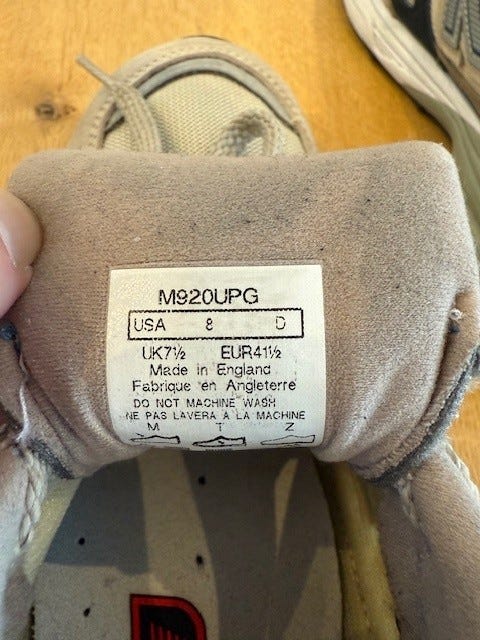 M920UPG
USA 8 D
UK7½ EUR41½
Made in England
Fabrique en Angleterre
DO NOT MACHINE WASH
NE PAS LAVERA A LA MACHINE
M T Z